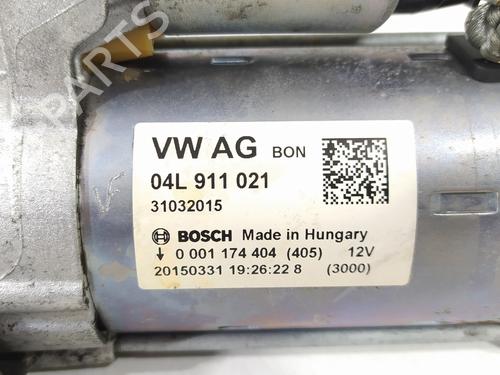 PARTS
VW AG BON
04L 911 021
31032015
BOSCH Made in Hungary
↓ 0 001 174 404 (405) 12V
20150331 19:26:22 8 (3000)